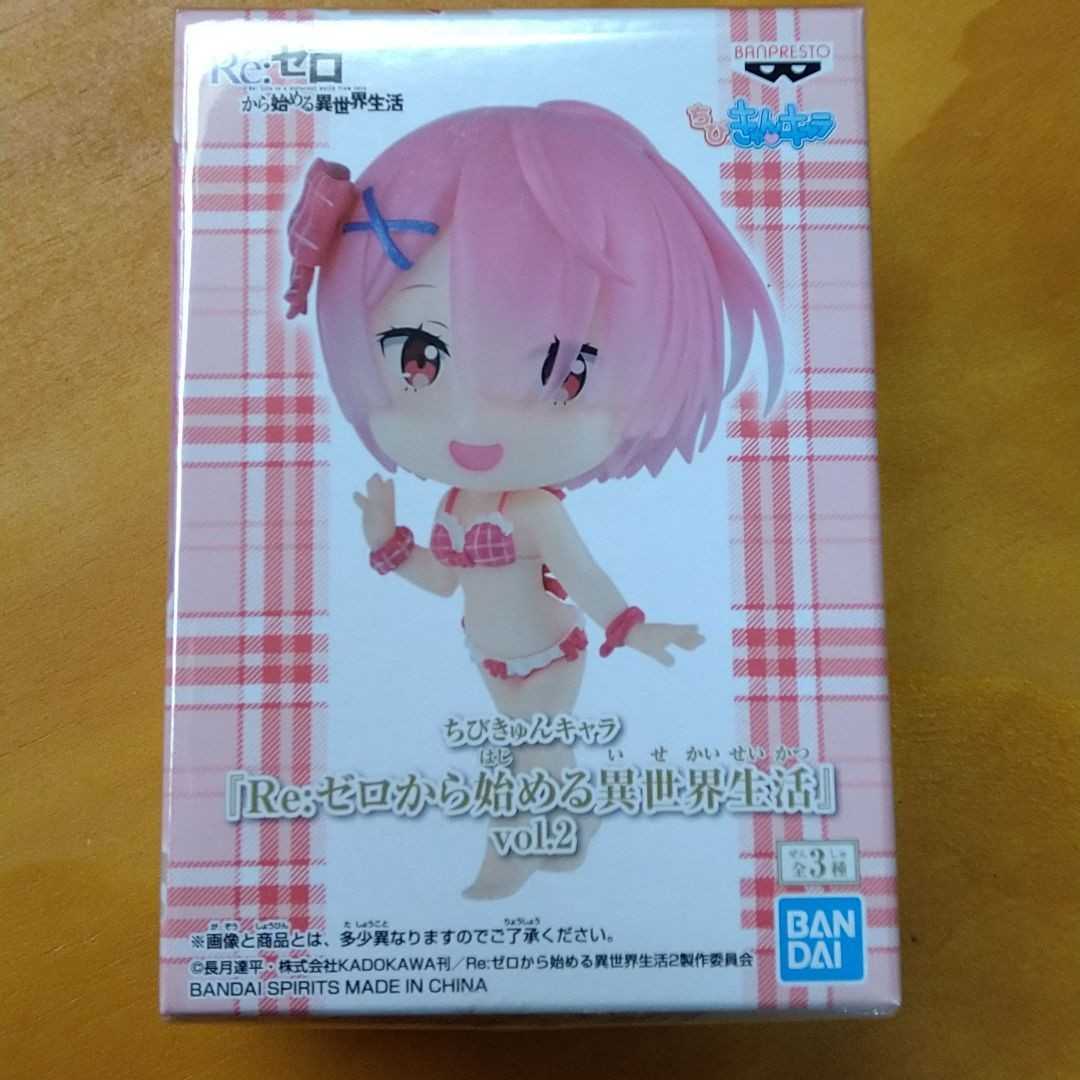 Re:ゼロ
から始める異世界生活
BANPRESTO
ちびきゅんキャラ
ちびきゅんキャラ
はじ い せ かい せい かつ
『Re:ゼロから始める異世界生活』
vol.2
ぜん しゅ
全3種
BAN
DAI
が ぞう しょうひん た しょうこと りょうしょう
※画像と商品とは、多少異なりますのでご了承ください。
©長月達平・株式会社KADOKAWA刊／Re:ゼロから始める異世界生活2製作委員会
BANDAI SPIRITS MADE IN CHINA